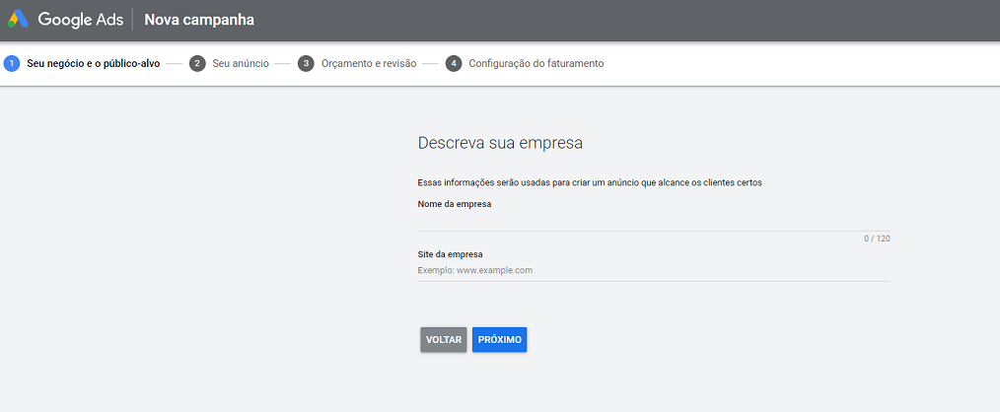 Google Ads Nova campanha
1 Seu negócio e o público-alvo 2 Seu anúncio 3 Orçamento e revisão 4 Configuração do faturamento
Descreva sua empresa
Essas informações serão usadas para criar um anúncio que alcance os clientes certos
Nome da empresa
0 / 120
Site da empresa
Exemplo: www.example.com
VOLTAR PRÓXIMO